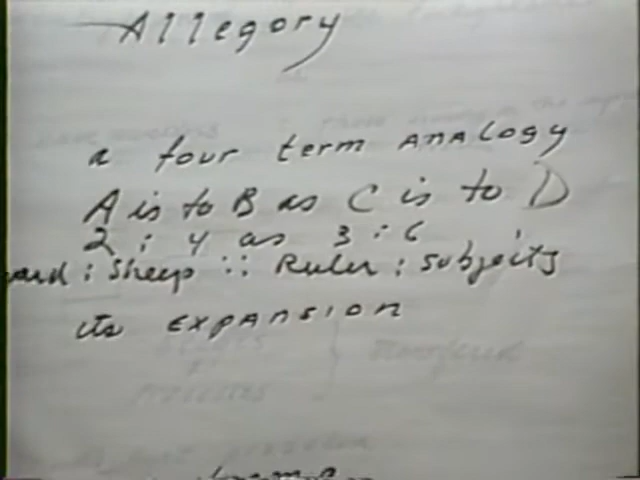 Allegory
a four term analogy
A is to B as C is to D
2 : 4 as 3 : 6
: Sheep :: Ruler : Subjects
its expansion